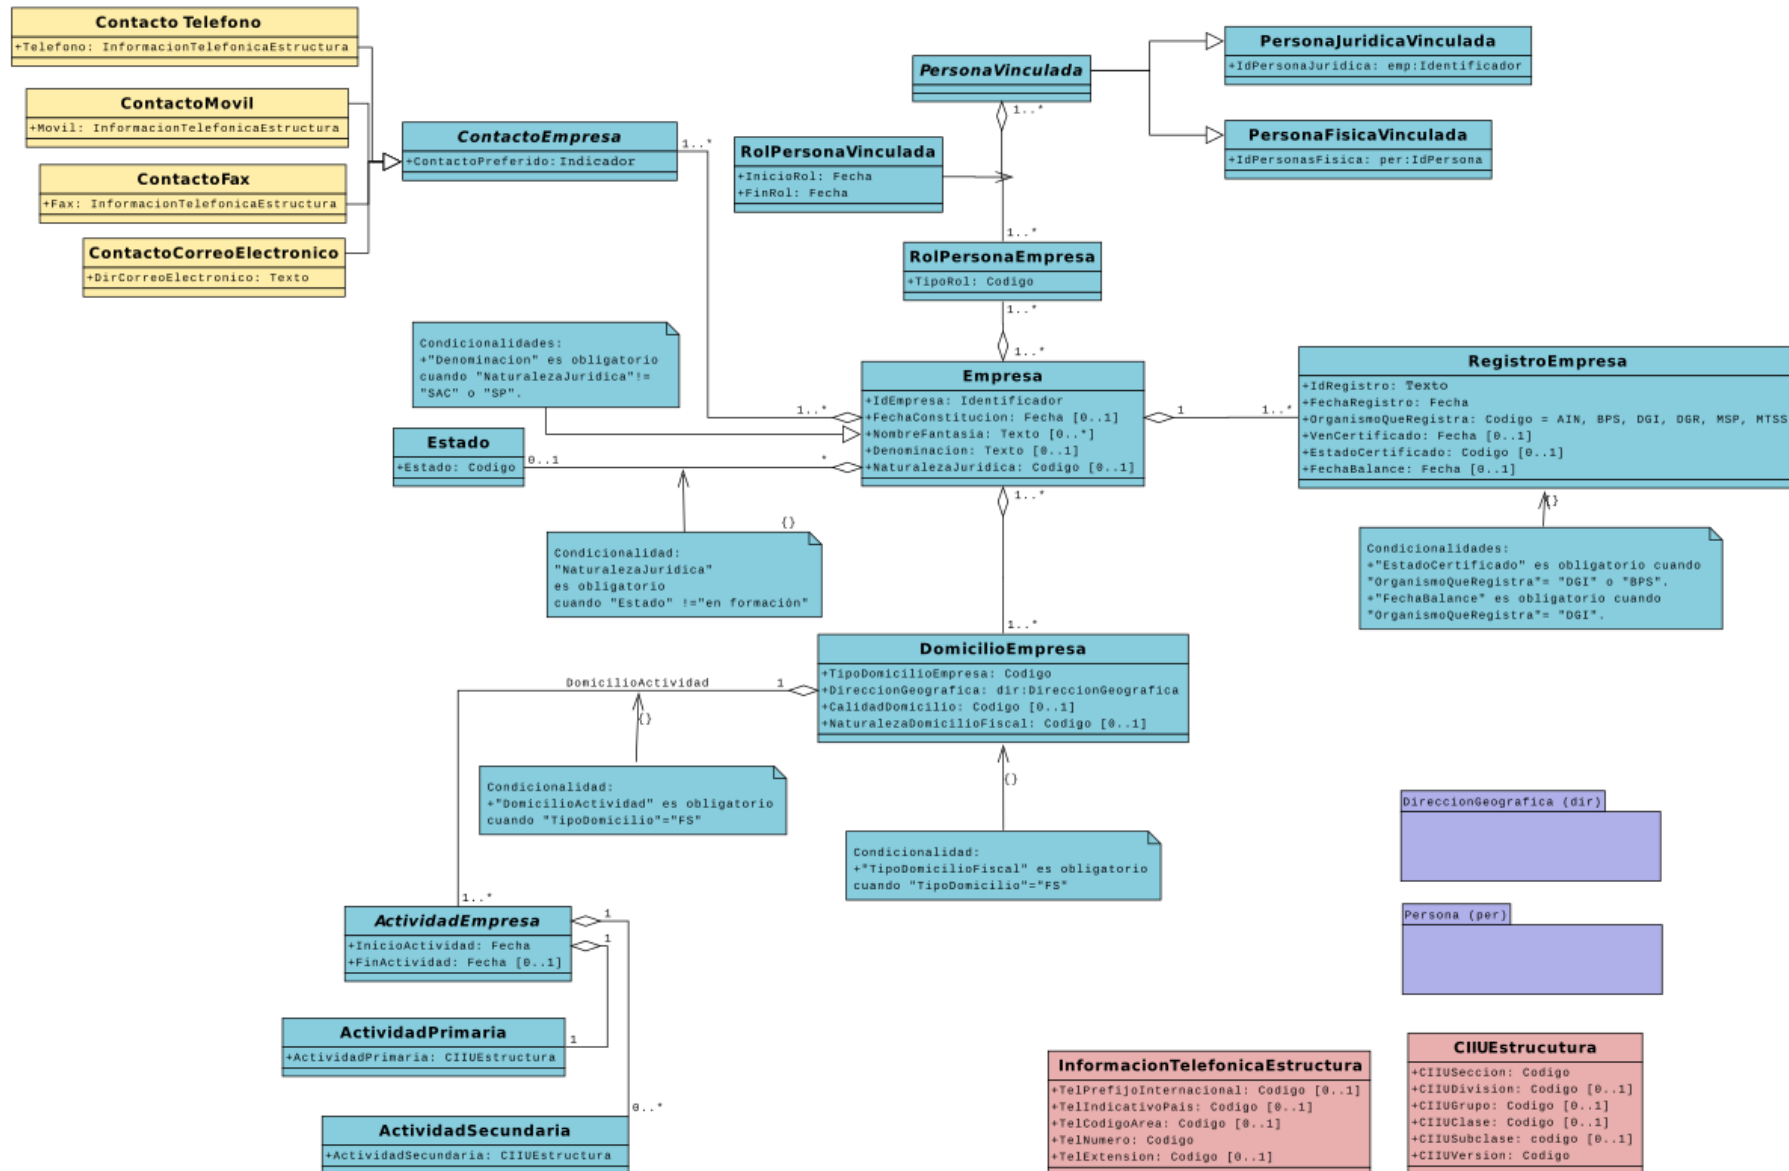 Contacto Telefono
+Telefono: InformacionTelefonicaEstructura
ContactoMovil
+Movil: InformacionTelefonicaEstructura
ContactoFax
+Fax: InformacionTelefonicaEstructura
ContactoCorreoElectronico
+DirCorreoElectronico: Texto
ContactoEmpresa
+ContactoPreferido:Indicador
1..*
PersonaVinculada
1..*
PersonaJuridicaVinculada
+IdPersonaJuridica: emp:Identificador
PersonaFisicaVinculada
+IdPersonasFisica: per:IdPersona
RolPersonaVinculada
+InicioRol: Fecha
+FinRol: Fecha
1..*
RolPersonaEmpresa
+TipoRol: Codigo
1..*
1..*
Condicionalidades:
+"Denominacion" es obligatorio
cuando "NaturalezaJuridica"!=
"SAC" o "SP".
Empresa
+IdEmpresa: Identificador
+FechaConstitucion: Fecha [0..1]
+NombreFantasia: Texto [0..*]
+Denominacion: Texto [0..1]
+NaturalezaJuridica: Codigo [0..1]
1..*
1
1..*
RegistroEmpresa
+IdRegistro: Texto
+FechaRegistro: Fecha
+OrganismoQueRegistra: Codigo = AIN, BPS, DGI, DGR, MSP, MTSS
+VenCertificado: Fecha [0..1]
+EstadoCertificado: Codigo [0..1]
+FechaBalance: Fecha [0..1]
Estado
+Estado: Codigo
0..1
*
1..*
{}
{}
Condicionalidad:
"NaturalezaJuridica"
es obligatorio
cuando "Estado" !="en formación"
Condicionalidades:
+"EstadoCertificado" es obligatorio cuando
"OrganismoQueRegistra"= "DGI" o "BPS".
+"FechaBalance" es obligatorio cuando
"OrganismoQueRegistra"= "DGI".
1..*
DomicilioEmpresa
+TipoDomicilioEmpresa: Codigo
+DireccionGeografica: dir:DireccionGeografica
+CalidadDomicilio: Codigo [0..1]
+NaturalezaDomicilioFiscal: Codigo [0..1]
DomicilioActividad
1
{}
{}
Condicionalidad:
+"DomicilioActividad" es obligatorio
cuando "TipoDomicilio"="FS"
Condicionalidad:
+"TipoDomicilioFiscal" es obligatorio
cuando "TipoDomicilio"="FS"
DireccionGeografica (dir)
Persona (per)
1..*
ActividadEmpresa
+InicioActividad: Fecha
+FinActividad: Fecha [0..1]
1
1
ActividadPrimaria
+ActividadPrimaria: CIIUEstructura
1
0..*
ActividadSecundaria
+ActividadSecundaria: CIIUEstructura
InformacionTelefonicaEstructura
+TelPrefijoInternacional: Codigo [0..1]
+TelIndicativoPais: Codigo [0..1]
+TelCodigoArea: Codigo [0..1]
+TelNumero: Codigo
+TelExtension: Codigo [0..1]
CIIUEstrucutura
+CIIUSeccion: Codigo
+CIIUDivision: Codigo [0..1]
+CIIUGrupo: Codigo [0..1]
+CIIUClase: Codigo [0..1]
+CIIUSubclase: codigo [0..1]
+CIIUVersion: Codigo